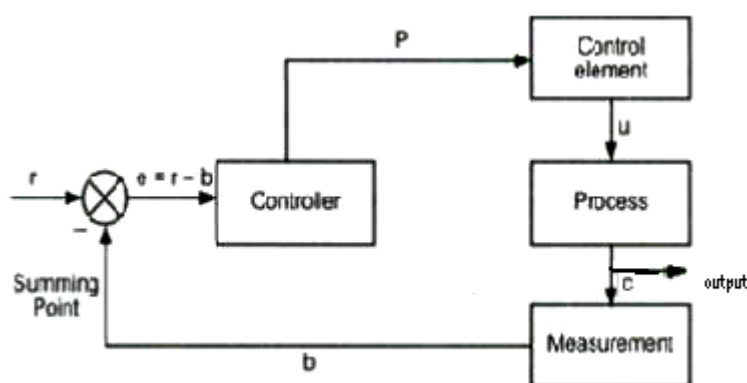 P
Control
element
u
r
e = r – b
Controller
Process
–
Summing
Point
c
output
b
Measurement